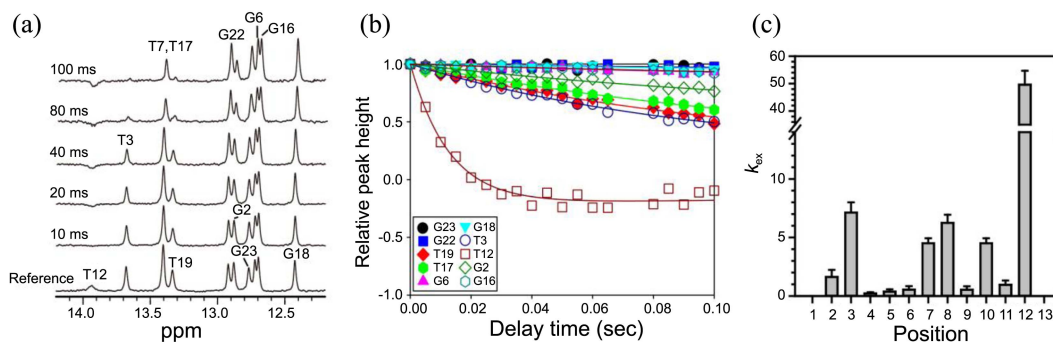 (a)
G6
T7,T17
G22
G16
100 ms
80 ms
T3
40 ms
20 ms
G2
10 ms
T19
G23
G18
Reference
T12
14.0 13.5 13.0 12.5
ppm
(b)
Relative peak height
1.0
0.5
0.0
-0.5
-1.0
G23 G18
G22 T3
T19 T12
T17 G2
G6 G16
0.00 0.02 0.04 0.06 0.08 0.10
Delay time (sec)
(c)
kex
60
50
40
10
5
0
1 2 3 4 5 6 7 8 9 10 11 12 13
Position